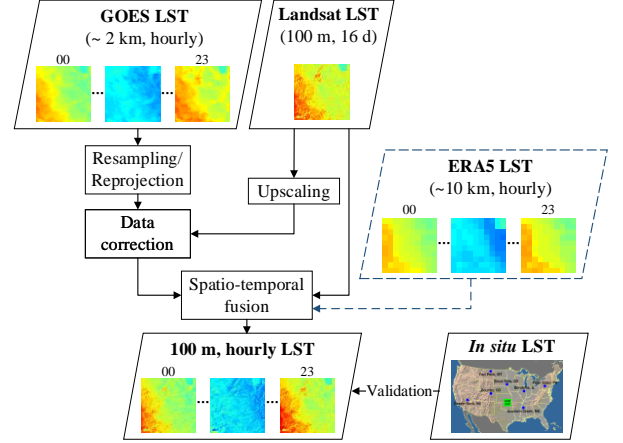 GOES LST
(~ 2 km, hourly)
00
23
Landsat LST
(100 m, 16 d)
Resampling/
Reprojection
Upscaling
ERA5 LST
(~10 km, hourly)
00
23
Data
correction
Spatio-temporal
fusion
100 m, hourly LST
00
23
Validation
In situ LST